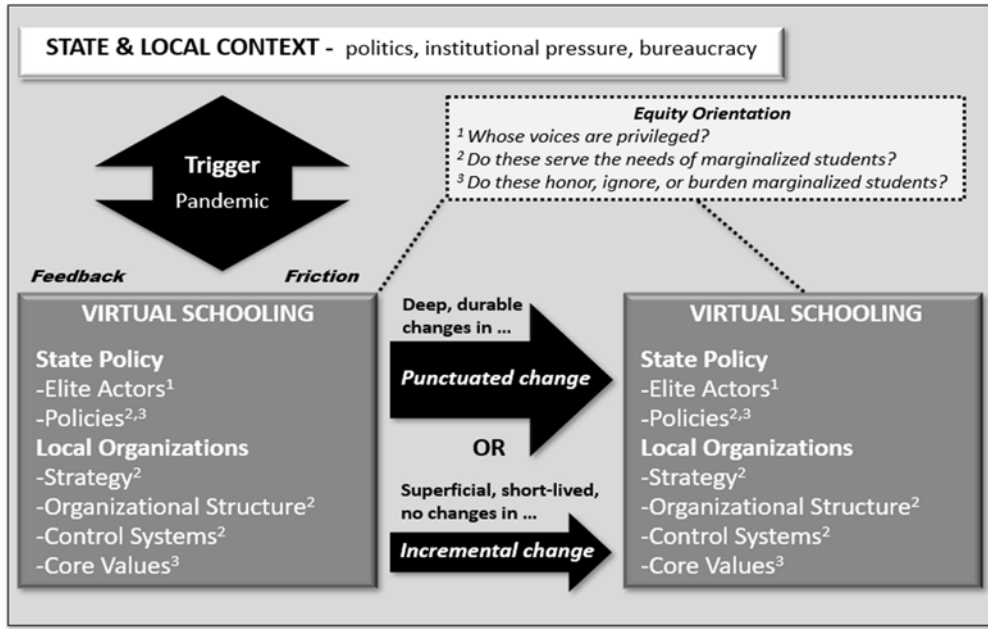 STATE & LOCAL CONTEXT - politics, institutional pressure, bureaucracy
Trigger
Pandemic
Equity Orientation
¹ Whose voices are privileged?
² Do these serve the needs of marginalized students?
³ Do these honor, ignore, or burden marginalized students?
Feedback
Friction
VIRTUAL SCHOOLING
State Policy
-Elite Actors¹
-Policies²,³
Local Organizations
-Strategy²
-Organizational Structure²
-Control Systems²
-Core Values³
Deep, durable
changes in ...
Punctuated change
OR
Superficial, short-lived,
no changes in ...
Incremental change
VIRTUAL SCHOOLING
State Policy
-Elite Actors¹
-Policies²,³
Local Organizations
-Strategy²
-Organizational Structure²
-Control Systems²
-Core Values³